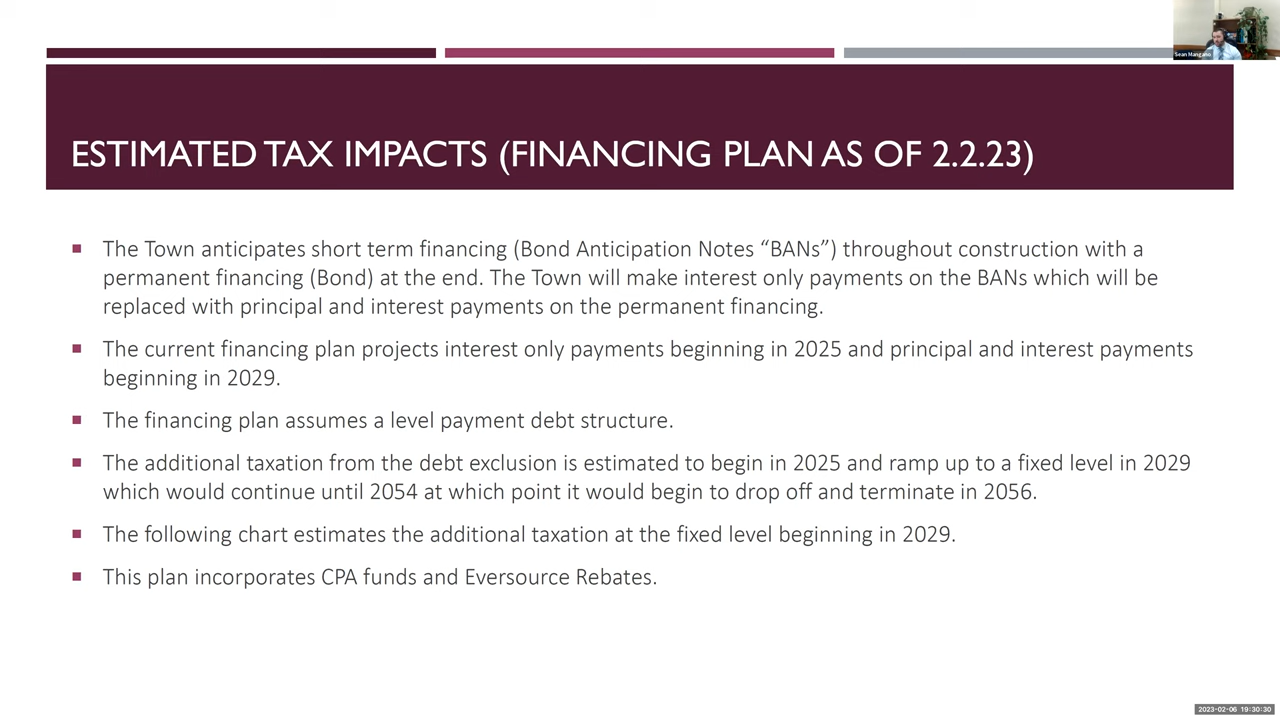 Sean Mangano
ESTIMATED TAX IMPACTS (FINANCING PLAN AS OF 2.2.23)
■ The Town anticipates short term financing (Bond Anticipation Notes “BANs”) throughout construction with a
permanent financing (Bond) at the end. The Town will make interest only payments on the BANs which will be
replaced with principal and interest payments on the permanent financing.
■ The current financing plan projects interest only payments beginning in 2025 and principal and interest payments
beginning in 2029.
■ The financing plan assumes a level payment debt structure.
■ The additional taxation from the debt exclusion is estimated to begin in 2025 and ramp up to a fixed level in 2029
which would continue until 2054 at which point it would begin to drop off and terminate in 2056.
■ The following chart estimates the additional taxation at the fixed level beginning in 2029.
■ This plan incorporates CPA funds and Eversource Rebates.
2023-02-06 19:30:30